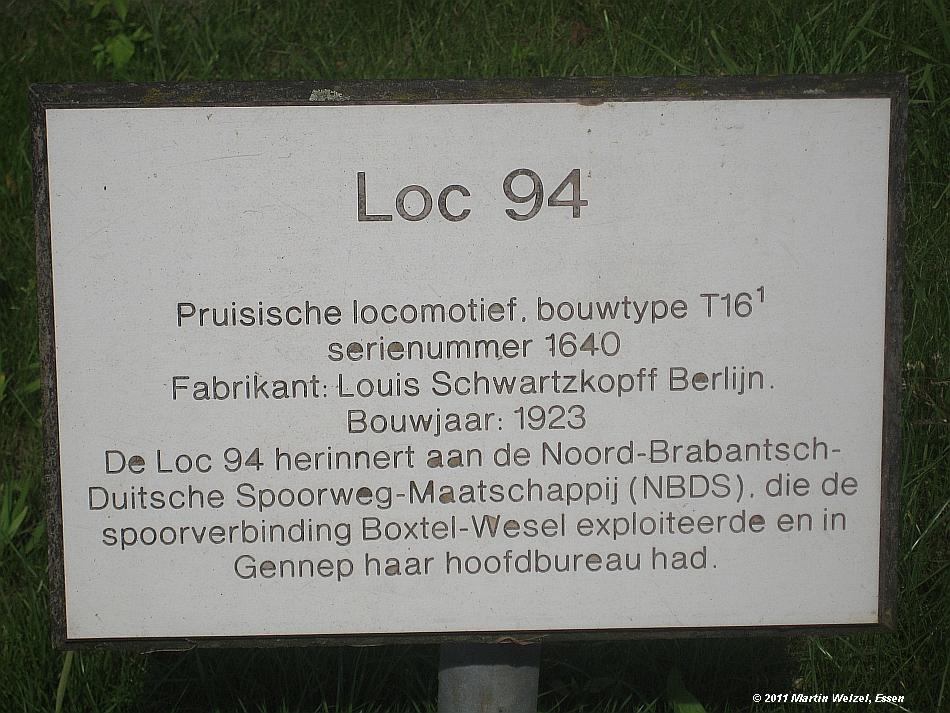 Loc 94
Pruisische locomotief, bouwtype T16¹
serienummer 1640
Fabrikant: Louis Schwartzkopff Berlijn.
Bouwjaar: 1923
De Loc 94 herinnert aan de Noord-Brabantsch-
Duitsche Spoorweg-Maatschappij (NBDS), die de
spoorverbinding Boxtel-Wesel exploiteerde en in
Gennep haar hoofdbureau had.
© 2011 Martin Welzel, Essen